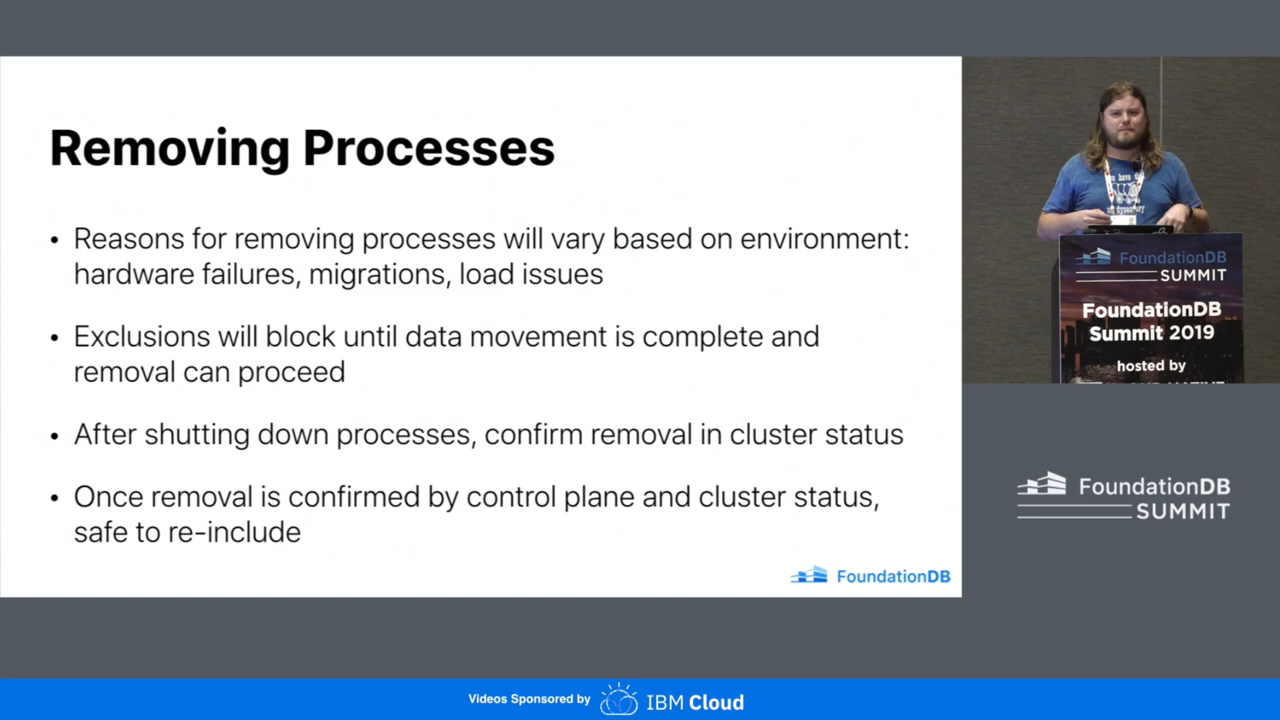 Removing Processes
• Reasons for removing processes will vary based on environment:
hardware failures, migrations, load issues
• Exclusions will block until data movement is complete and
removal can proceed
• After shutting down processes, confirm removal in cluster status
• Once removal is confirmed by control plane and cluster status,
safe to re-include
FoundationDB
FoundationDB
SUMMIT
FoundationDB
Summit 2019
hosted by
FoundationDB
SUMMIT
Videos Sponsored by
IBM Cloud